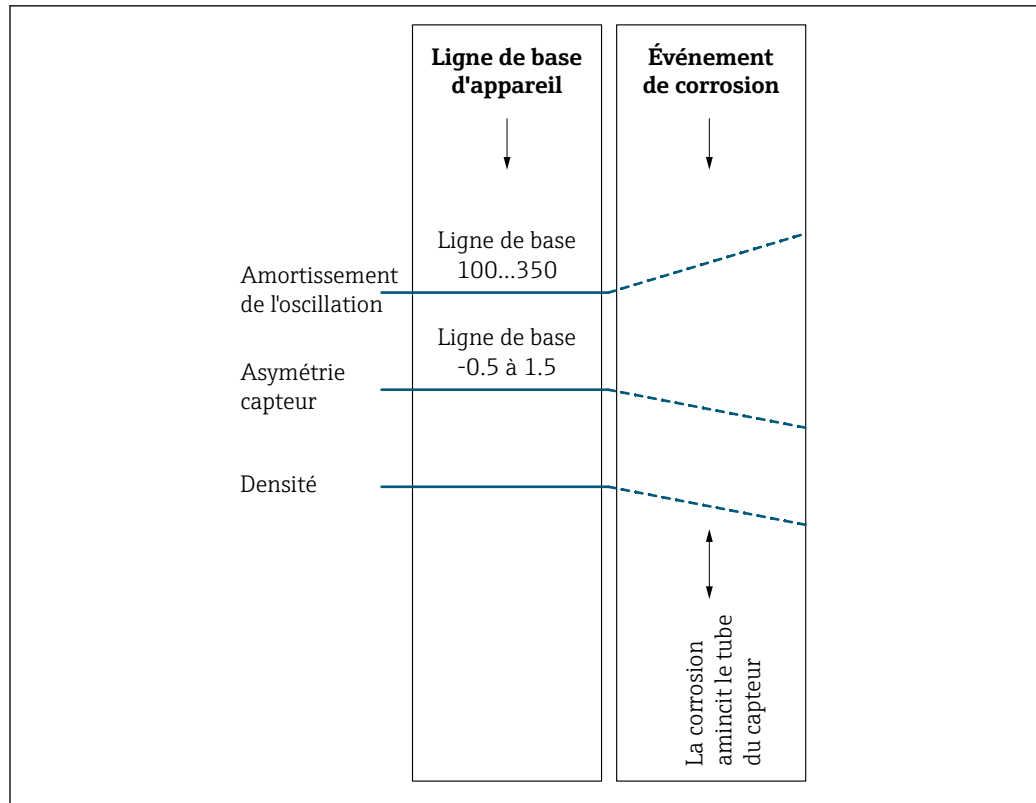 Ligne de base
d'appareil
Événement
de corrosion
Ligne de base
100...350
Amortissement
de l'oscillation
Ligne de base
-0.5 à 1.5
Asymétrie
capteur
Densité
La corrosion
amincit le tube
du capteur